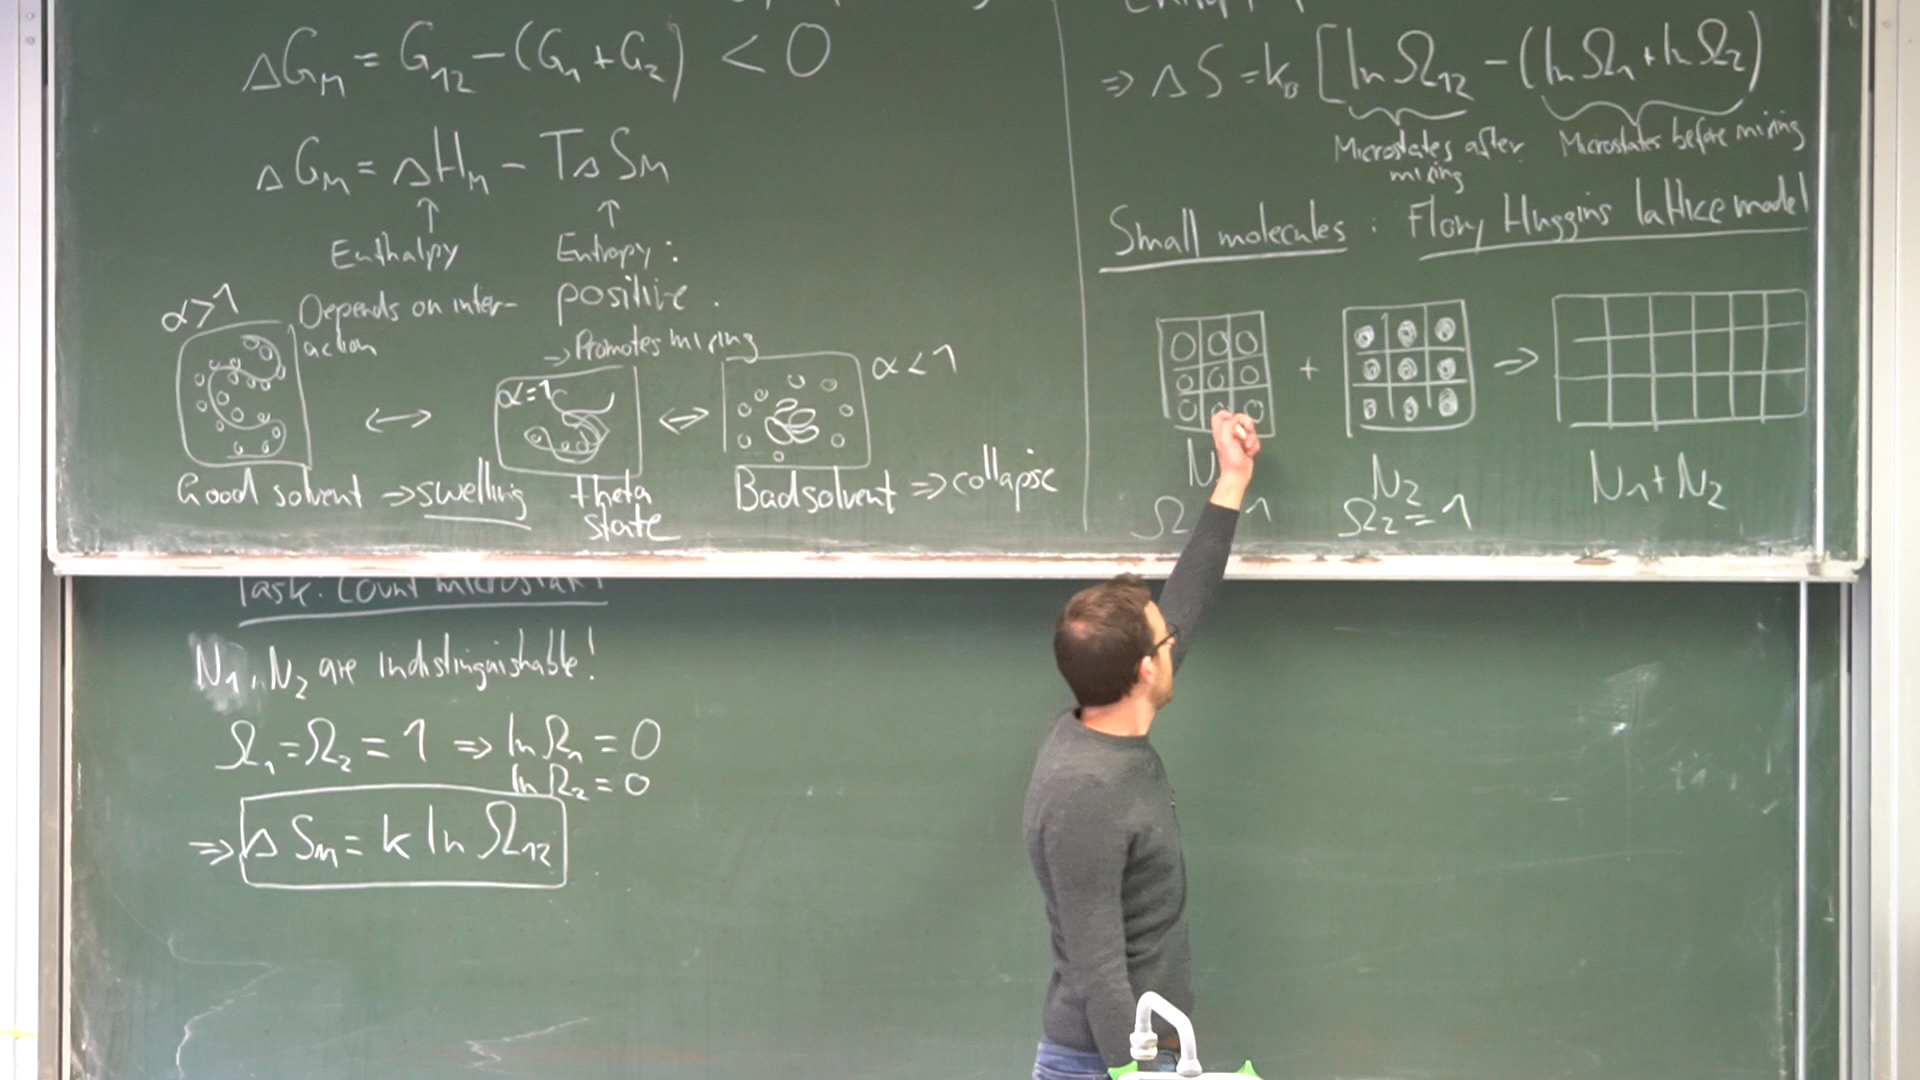 ΔG_M = G_12 - (G_1 + G_2) < 0
ΔG_M = ΔH_M - TΔS_M
↑ ↑
Enthalpy
Depends on inter-
action
Entropy:
positive.
=> Promotes mixing
α>1
α=1
α<1
Good solvent => swelling
theta
state
Bad solvent => collapse
=> ΔS = k_B [ln Ω_12 - (ln Ω_1 + ln Ω_2)
Microstates after
mixing
Microstates before mixing
Small molecules : Flory Huggins lattice model
+ =>
N_2
Ω_2 = 1
N_1 + N_2
Task: Count microstates
N_1, N_2 are indistinguishable!
Ω_1 = Ω_2 = 1 => ln Ω_1 = 0
ln Ω_2 = 0
=> ΔS_M = k ln Ω_12